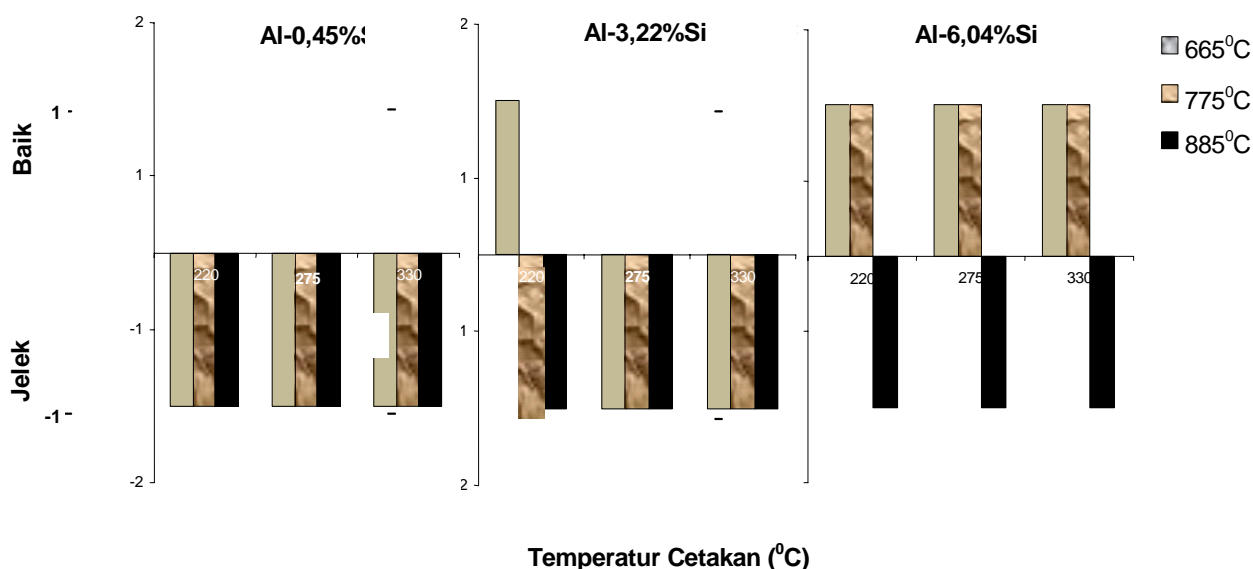 Al-0,45%S
Al-3,22%Si
Al-6,04%Si
665⁰C
775⁰C
885⁰C
Baik
Jelek
1
-1
2
1
-1
-2
220
275
330
2
1
1
2
220
275
330
220
275
330
Temperatur Cetakan (⁰C)